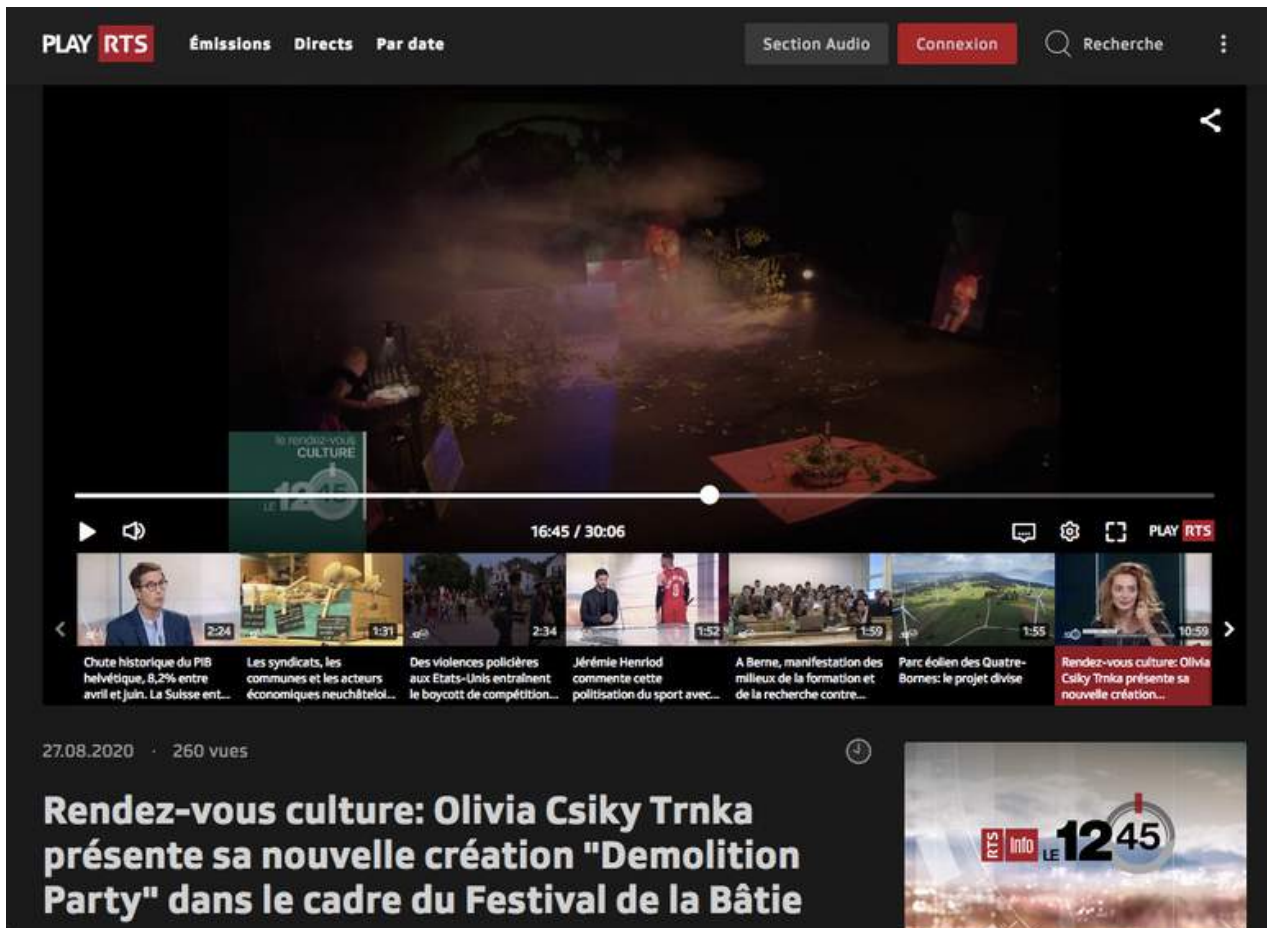 PLAY RTS Émissions Directs Par date Section Audio Connexion Recherche
le rendez-vous
CULTURE
LE 12 45
16:45 / 30:06 PLAY RTS
2:24 1:31 2:34 1:52 1:59 1:55 10:59
Chute historique du PIB
helvétique, 8,2% entre
avril et juin. La Suisse ent...
Les syndicats, les
communes et les acteurs
économiques neuchâteloi...
Des violences policières
aux Etats-Unis entraînent
le boycott de compétition...
Jérémie Henriod
commente cette
politisation du sport avec...
A Berne, manifestation des
milieux de la formation et
de la recherche contre...
Parc éolien des Quatre-
Bornes: le projet divise
Rendez-vous culture: Olivia
Csiky Trnka présente sa
nouvelle création...
27.08.2020 · 260 vues
Rendez-vous culture: Olivia Csiky Trnka
présente sa nouvelle création "Demolition
Party" dans le cadre du Festival de la Bâtie
RTS Info LE 12 45